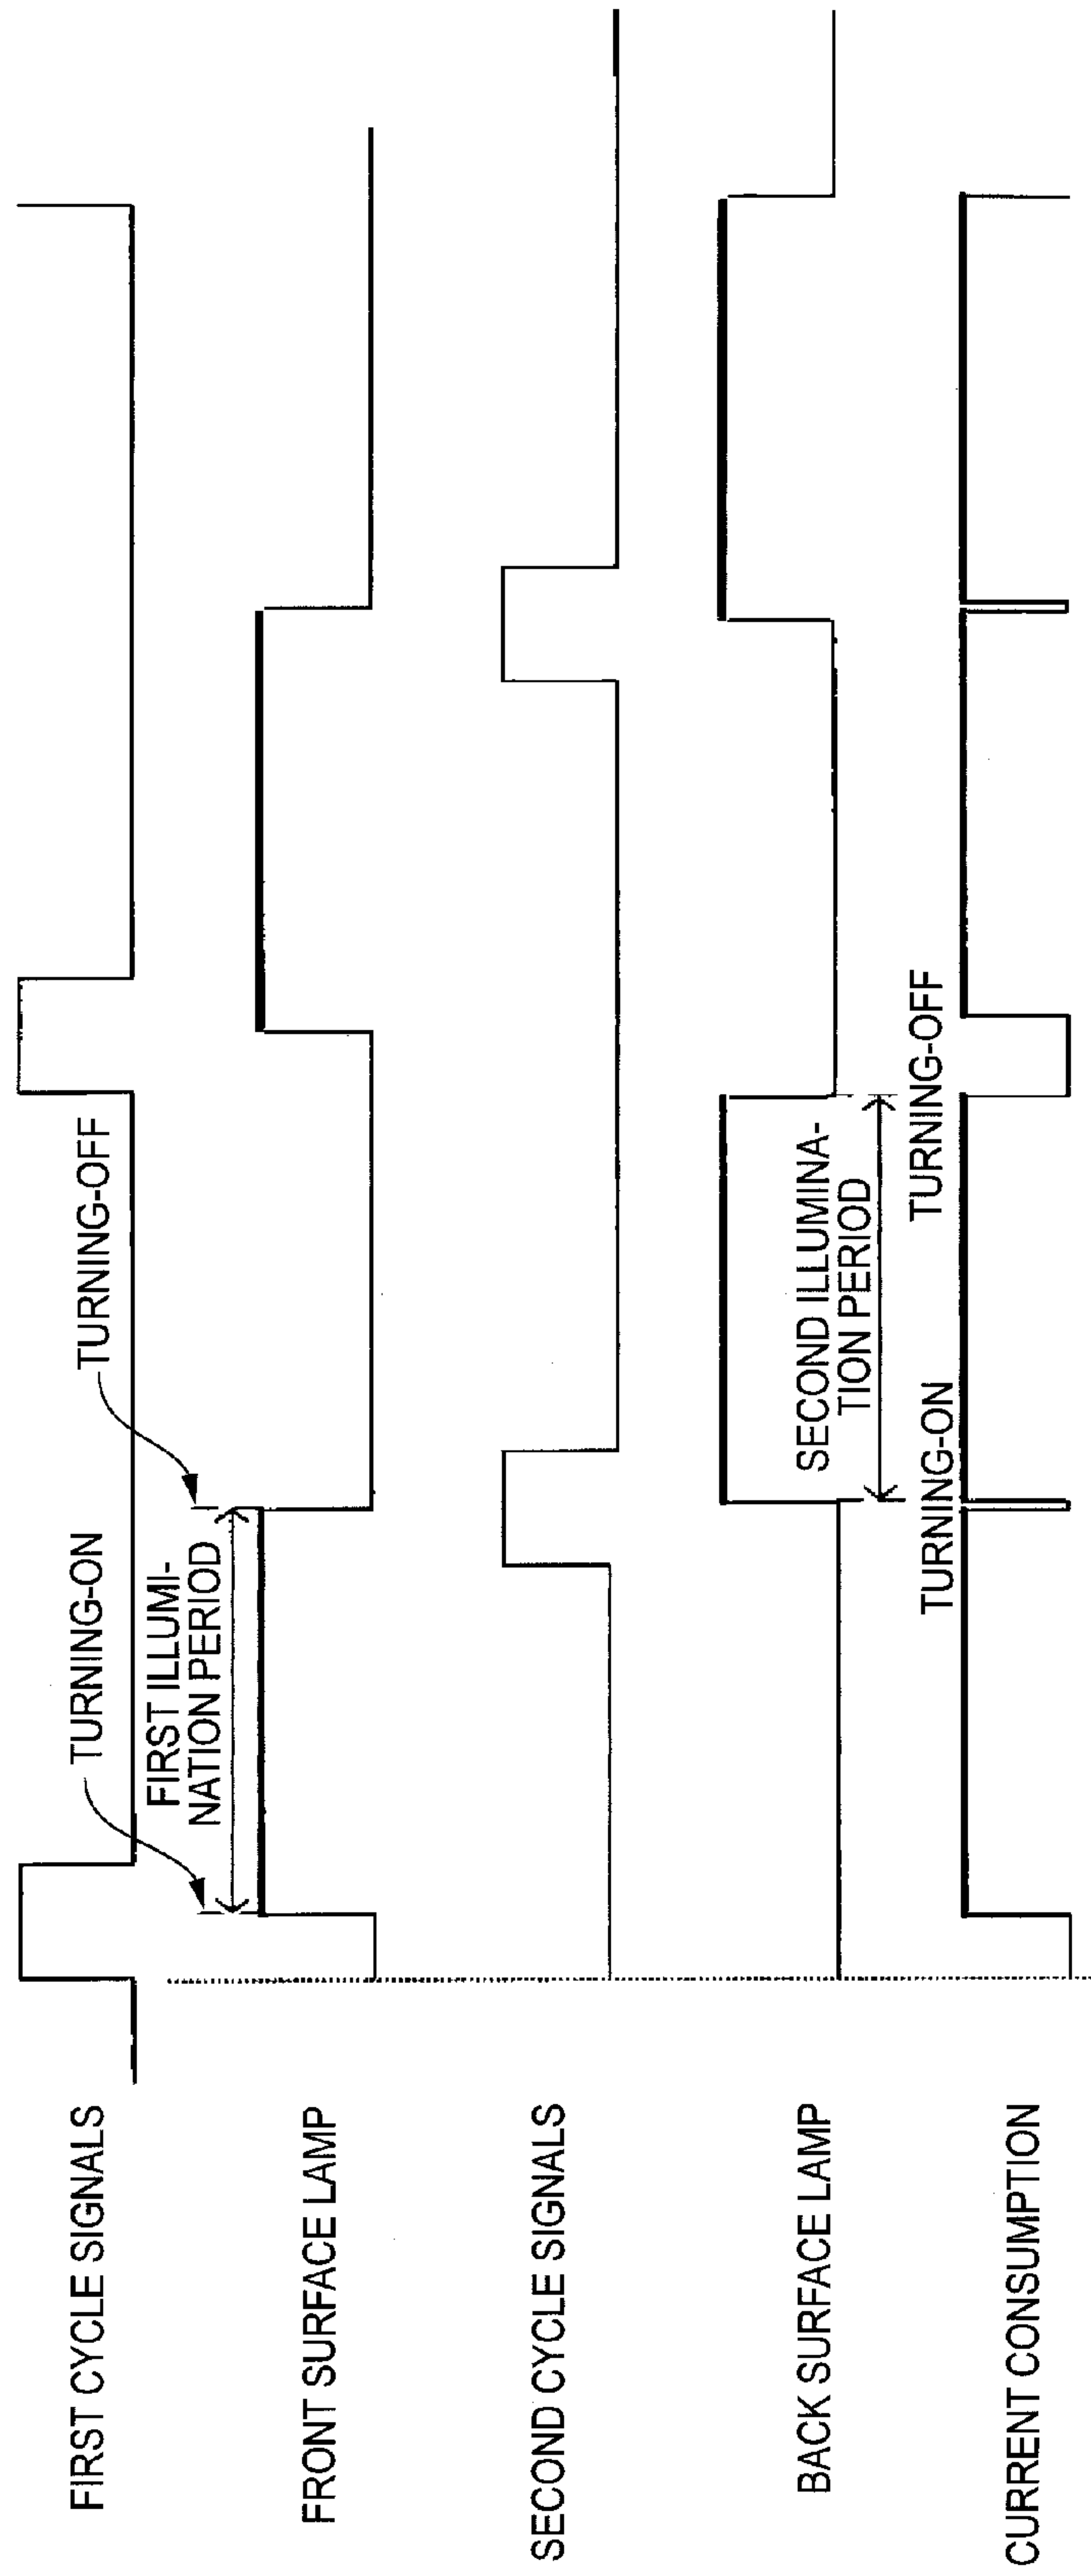 FIRST CYCLE SIGNALS
TURNING-ON
TURNING-OFF
FIRST ILLUMI-
NATION PERIOD
FRONT SURFACE LAMP
SECOND CYCLE SIGNALS
BACK SURFACE LAMP
SECOND ILLUMINA-
TION PERIOD
TURNING-ON
TURNING-OFF
CURRENT CONSUMPTION